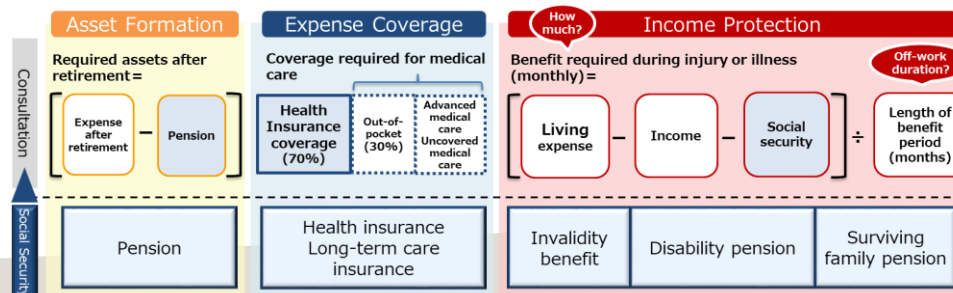 Asset Formation
Expense Coverage
How
much?
Income Protection
Consultation
Required assets after
retirement=
Expense
after
retirement
−
Pension
Coverage required for medical
care
Health
Insurance
coverage
(70%)
Out-of-
pocket
(30%)
Advanced
medical
care
Uncovered
medical
care
Benefit required during injury or illness
(monthly)=
Off-work
duration?
Living
expense
−
Income
−
Social
security
÷
Length of
benefit
period
(months)
Social Security
Pension
Health insurance
Long-term care
insurance
Invalidity
benefit
Disability pension
Surviving
family pension